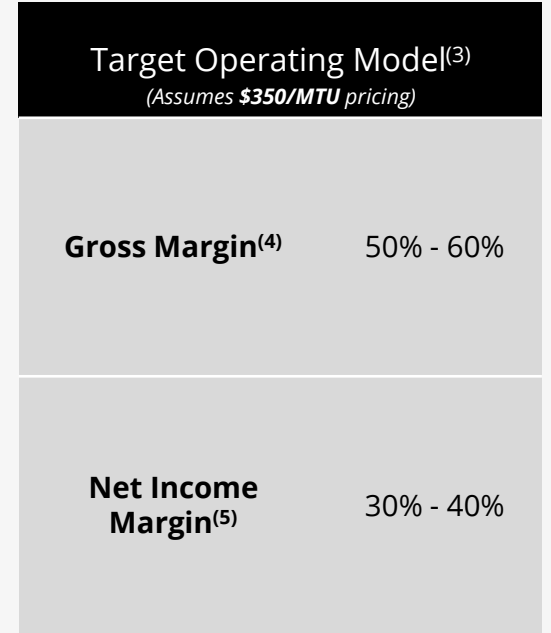 Target Operating Model(3)
(Assumes $350/MTU pricing)
Gross Margin(4) 50% - 60%
Net Income
Margin(5) 30% - 40%